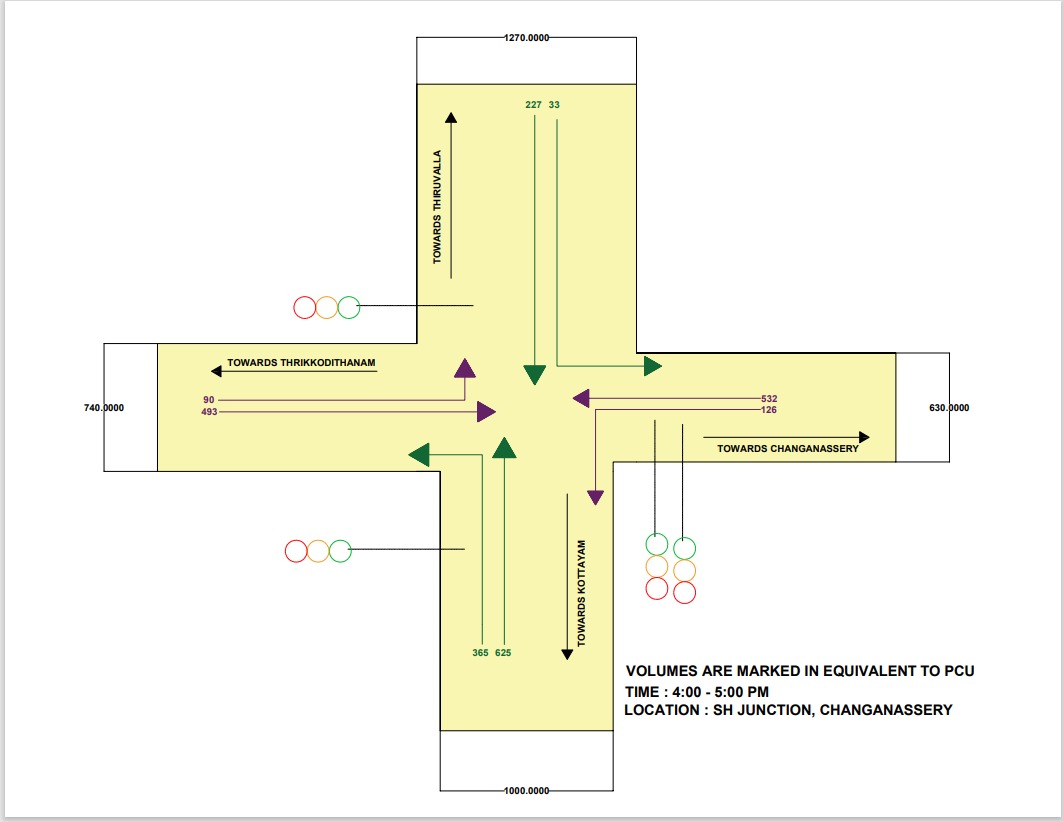 1270.0000
227 33
TOWARDS THIRUVALLA
TOWARDS THRIKKODITHANAM
90
493
740.0000
532
126
630.0000
TOWARDS CHANGANASSERY
TOWARDS KOTTAYAM
365 625
VOLUMES ARE MARKED IN EQUIVALENT TO PCU
TIME : 4:00 - 5:00 PM
LOCATION : SH JUNCTION, CHANGANASSERY
1000.0000